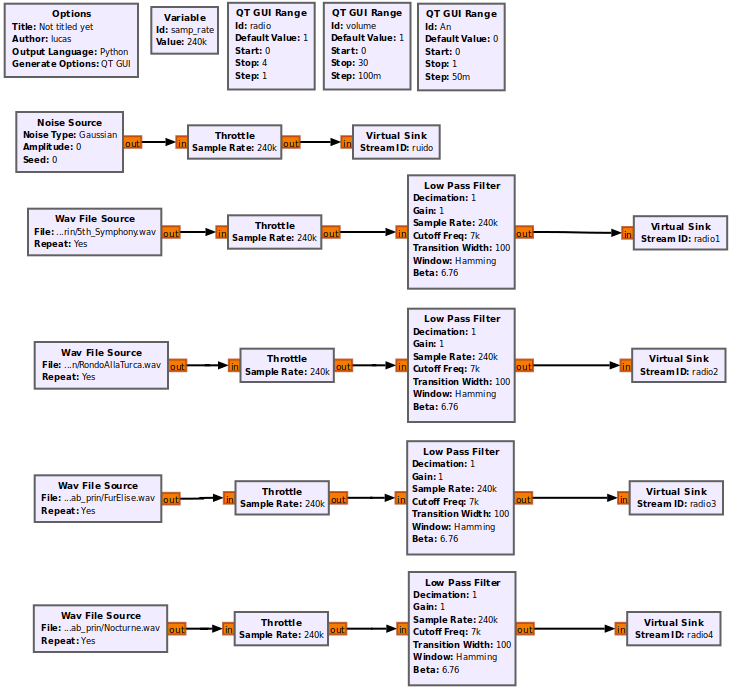 Options
Title: Not titled yet
Author: lucas
Output Language: Python
Generate Options: QT GUI
Variable
Id: samp_rate
Value: 240k
QT GUI Range
Id: radio
Default Value: 1
Start: 0
Stop: 4
Step: 1
QT GUI Range
Id: volume
Default Value: 1
Start: 0
Stop: 30
Step: 100m
QT GUI Range
Id: An
Default Value: 0
Start: 0
Stop: 1
Step: 50m
Noise Source
Noise Type: Gaussian
Amplitude: 0
Seed: 0
out
in
Throttle
Sample Rate: 240k
out
in
Virtual Sink
Stream ID: ruido
Wav File Source
File: ...rin/5th_Symphony.wav
Repeat: Yes
out
in
Throttle
Sample Rate: 240k
out
in
Low Pass Filter
Decimation: 1
Gain: 1
Sample Rate: 240k
Cutoff Freq: 7k
Transition Width: 100
Window: Hamming
Beta: 6.76
out
in
Virtual Sink
Stream ID: radio1
Wav File Source
File: ...n/RondoAllaTurca.wav
Repeat: Yes
out
in
Throttle
Sample Rate: 240k
out
in
Low Pass Filter
Decimation: 1
Gain: 1
Sample Rate: 240k
Cutoff Freq: 7k
Transition Width: 100
Window: Hamming
Beta: 6.76
out
in
Virtual Sink
Stream ID: radio2
Wav File Source
File: ...ab_prin/FurElise.wav
Repeat: Yes
out
in
Throttle
Sample Rate: 240k
out
in
Low Pass Filter
Decimation: 1
Gain: 1
Sample Rate: 240k
Cutoff Freq: 7k
Transition Width: 100
Window: Hamming
Beta: 6.76
out
in
Virtual Sink
Stream ID: radio3
Wav File Source
File: ...ab_prin/Nocturne.wav
Repeat: Yes
out
in
Throttle
Sample Rate: 240k
out
in
Low Pass Filter
Decimation: 1
Gain: 1
Sample Rate: 240k
Cutoff Freq: 7k
Transition Width: 100
Window: Hamming
Beta: 6.76
out
in
Virtual Sink
Stream ID: radio4